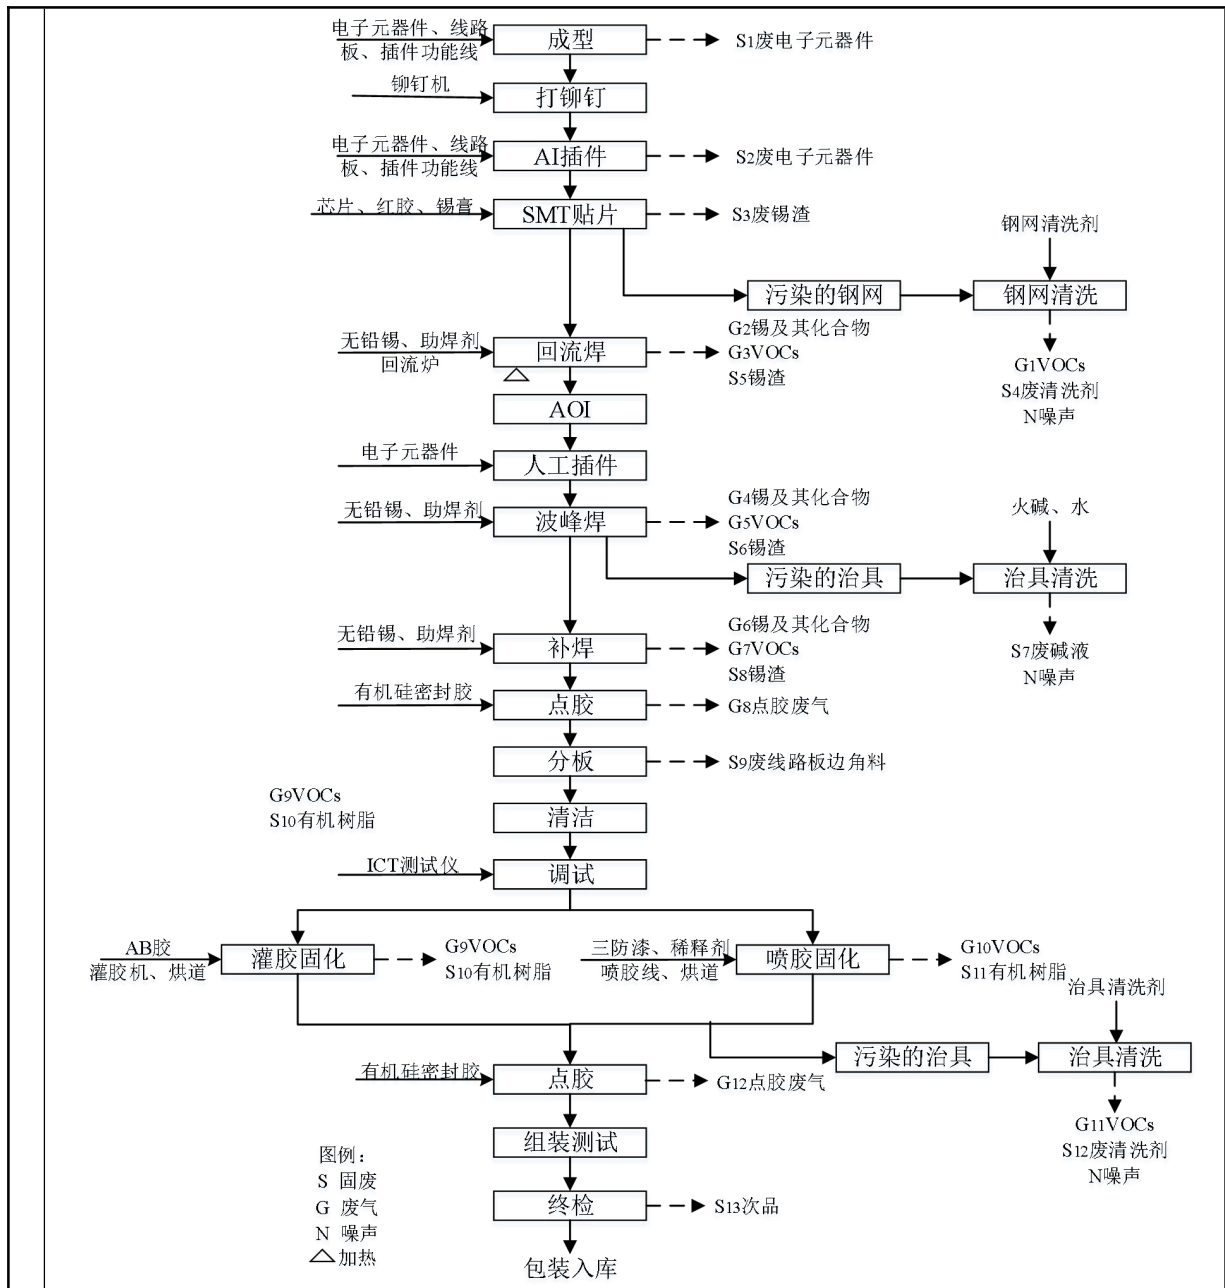 电子元器件、线路
板、插件功能线
成型
S1废电子元器件
铆钉机
打铆钉
电子元器件、线路
板、插件功能线
AI插件
S2废电子元器件
芯片、红胶、锡膏
SMT贴片
S3废锡渣
钢网清洗剂
污染的钢网
钢网清洗
G1VOCs
S4废清洗剂
N噪声
无铅锡、助焊剂
回流炉
回流焊
G2锡及其化合物
G3VOCs
S5锡渣
AOI
电子元器件
人工插件
无铅锡、助焊剂
波峰焊
G4锡及其化合物
G5VOCs
S6锡渣
火碱、水
污染的治具
治具清洗
S7废碱液
N噪声
无铅锡、助焊剂
补焊
G6锡及其化合物
G7VOCs
S8锡渣
有机硅密封胶
点胶
G8点胶废气
分板
S9废线路板边角料
G9VOCs
S10有机树脂
清洁
ICT测试仪
调试
AB胶
灌胶机、烘道
灌胶固化
G9VOCs
S10有机树脂
三防漆、稀释剂
喷胶线、烘道
喷胶固化
G10VOCs
S11有机树脂
治具清洗剂
污染的治具
治具清洗
G11VOCs
S12废清洗剂
N噪声
有机硅密封胶
点胶
G12点胶废气
组装测试
终检
S13次品
包装入库
图例：
S 固废
G 废气
N 噪声
加热